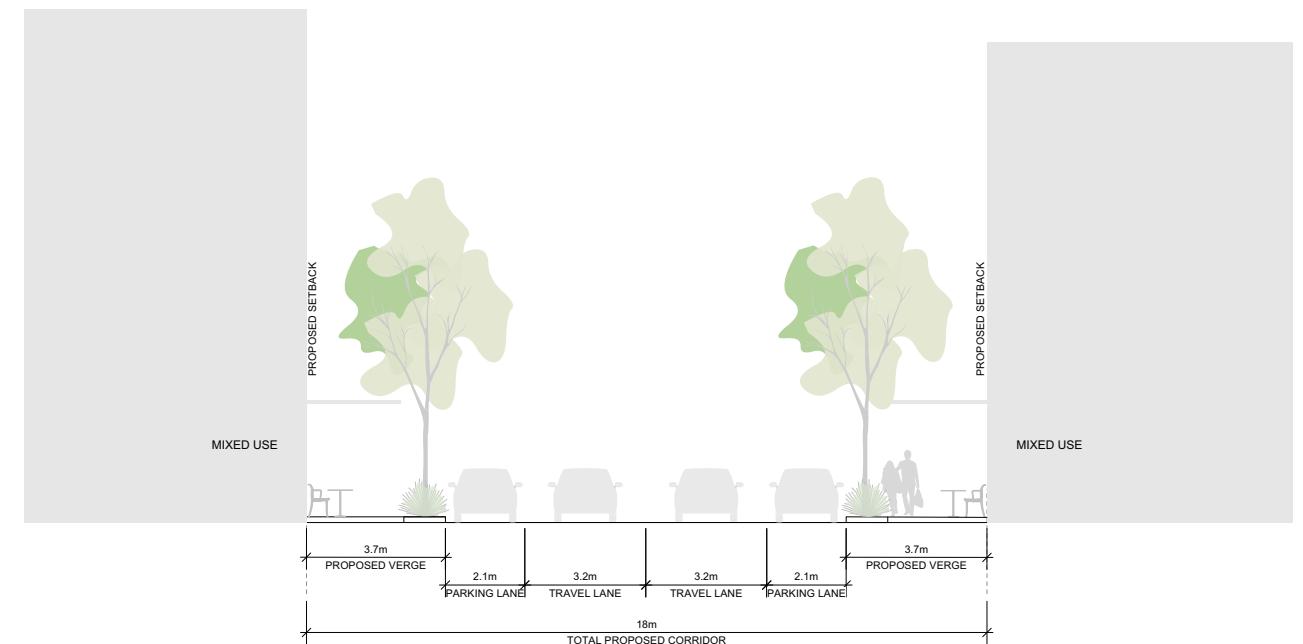 PROPOSED SETBACK
PROPOSED SETBACK
MIXED USE
MIXED USE
3.7m
PROPOSED VERGE
3.7m
PROPOSED VERGE
2.1m
PARKING LANE
3.2m
TRAVEL LANE
3.2m
TRAVEL LANE
2.1m
PARKING LANE
18m
TOTAL PROPOSED CORRIDOR